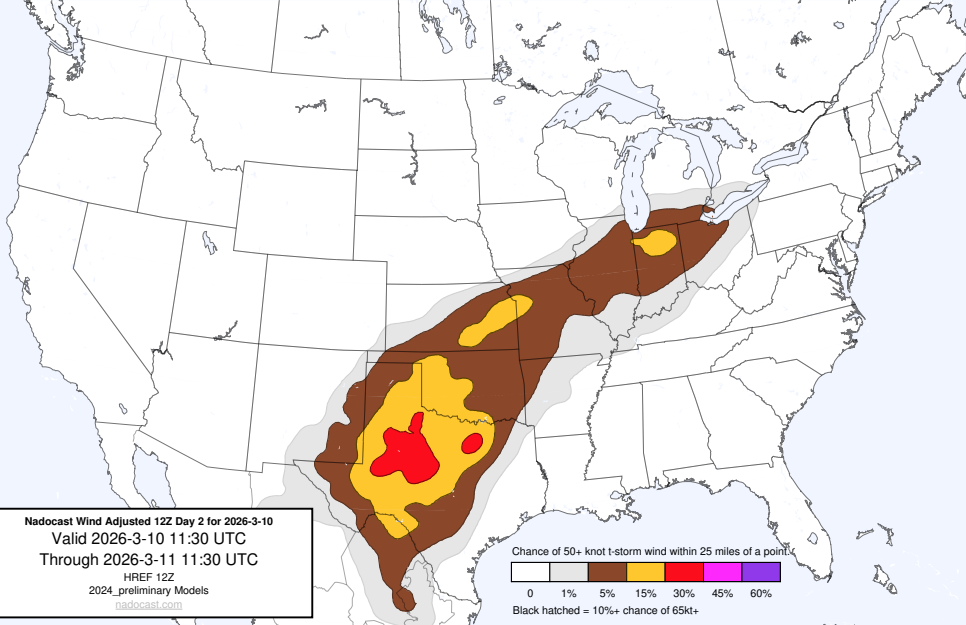 Nadocast Wind Adjusted 12Z Day 2 for 2026-3-10
Valid 2026-3-10 11:30 UTC
Through 2026-3-11 11:30 UTC
HREF 12Z
2024_preliminary Models
nadocast.com
Chance of 50+ knot t-storm wind within 25 miles of a point.
0 1% 5% 15% 30% 45% 60%
Black hatched = 10%+ chance of 65kt+